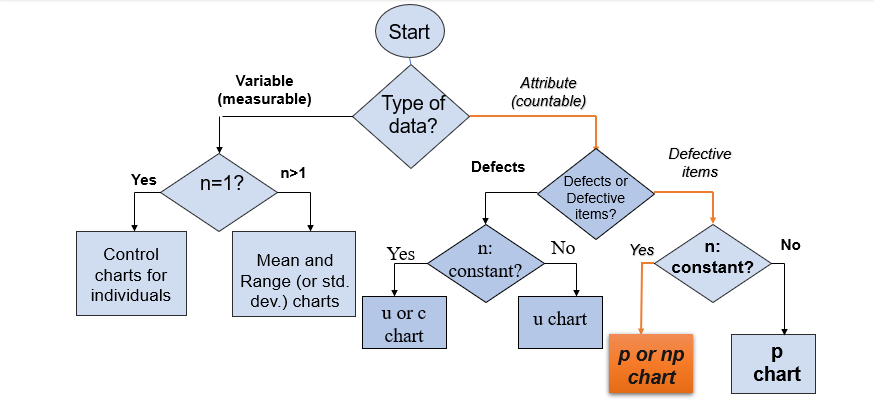 Start
Variable
(measurable)
Attribute
(countable)
Type of
data?
Defective
items
Yes
n=1?
n>1
Defects
Defects or
Defective
items?
Control
charts for
individuals
Mean and
Range (or std.
dev.) charts
Yes
n:
constant?
No
Yes
n:
constant?
No
u or c
chart
u chart
p or np
chart
p
chart